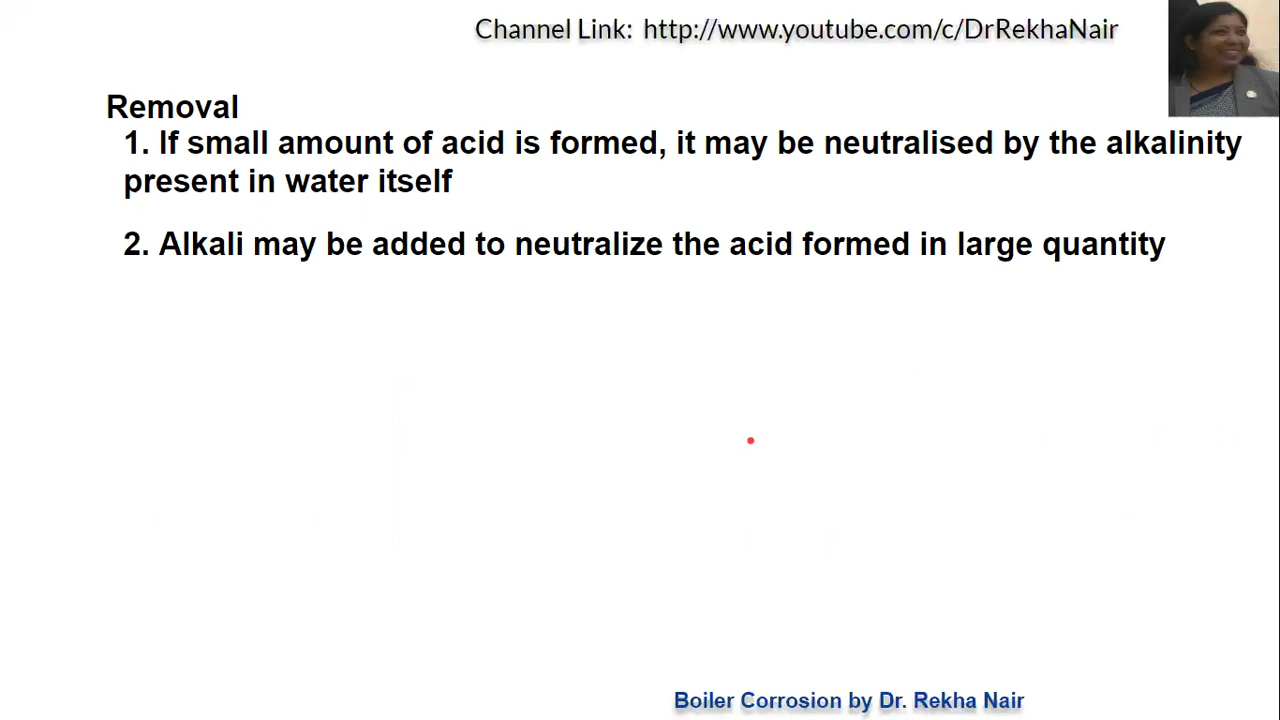 Channel Link: http://www.youtube.com/c/DrRekhaNair
Removal
1. If small amount of acid is formed, it may be neutralised by the alkalinity
present in water itself
2. Alkali may be added to neutralize the acid formed in large quantity
Boiler Corrosion by Dr. Rekha Nair